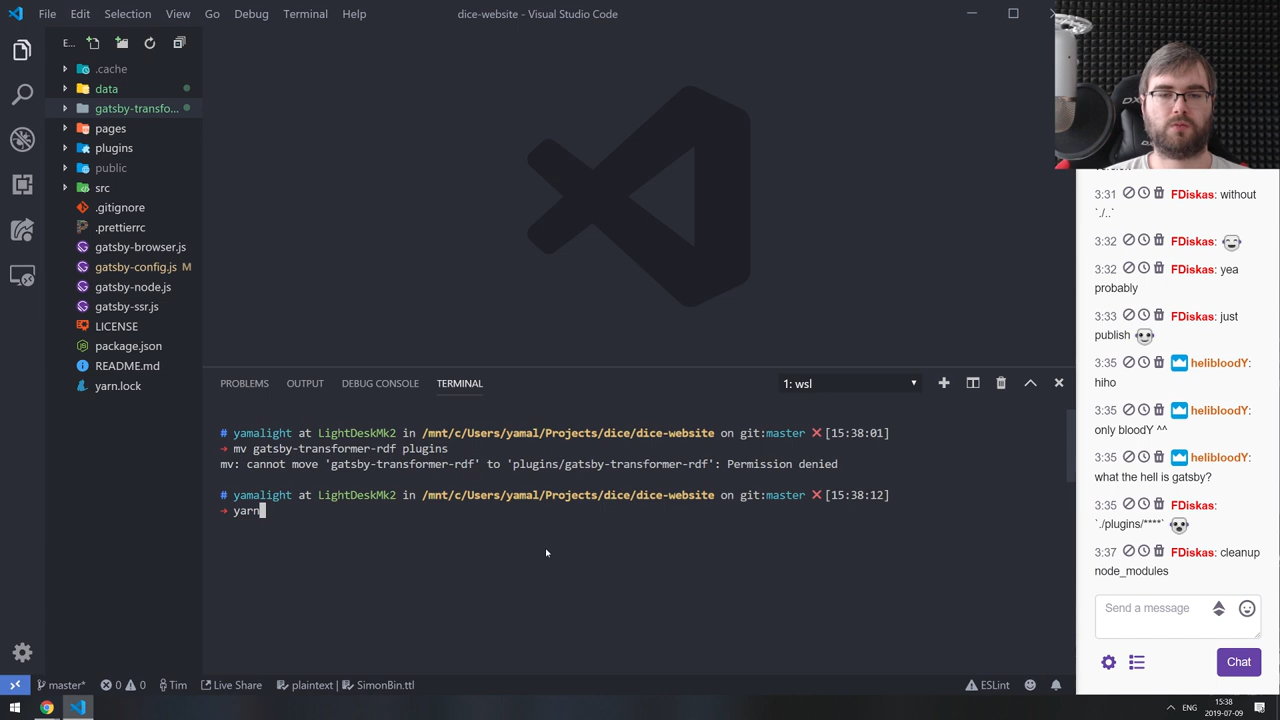 File Edit Selection View Go Debug Terminal Help
dice-website - Visual Studio Code
E...
.cache
data
gatsby-transfo...
pages
plugins
public
src
.gitignore
.prettierrc
gatsby-browser.js
gatsby-config.js M
gatsby-node.js
gatsby-ssr.js
LICENSE
package.json
README.md
yarn.lock
PROBLEMS OUTPUT DEBUG CONSOLE TERMINAL
1: wsl
# yamalight at LightDeskMk2 in /mnt/c/Users/yamal/Projects/dice/dice-website on git:master ❌ [15:38:01]
→ mv gatsby-transformer-rdf plugins
mv: cannot move 'gatsby-transformer-rdf' to 'plugins/gatsby-transformer-rdf': Permission denied
# yamalight at LightDeskMk2 in /mnt/c/Users/yamal/Projects/dice/dice-website on git:master ❌ [15:38:12]
→ yarn
master* 0 0 Tim Live Share plaintext | SimonBin.ttl
ESLint
3:31 FDiskas: without
`./..`
3:32 FDiskas:
3:32 FDiskas: yea
probably
3:33 FDiskas: just
publish
3:35 helibloodY:
hiho
3:35 helibloodY:
only bloodY ^^
3:35 helibloodY:
what the hell is gatsby?
3:35 FDiskas:
`./plugins/****`
3:37 FDiskas: cleanup
node_modules
Send a message
Chat
ENG
15:38
2019-07-09